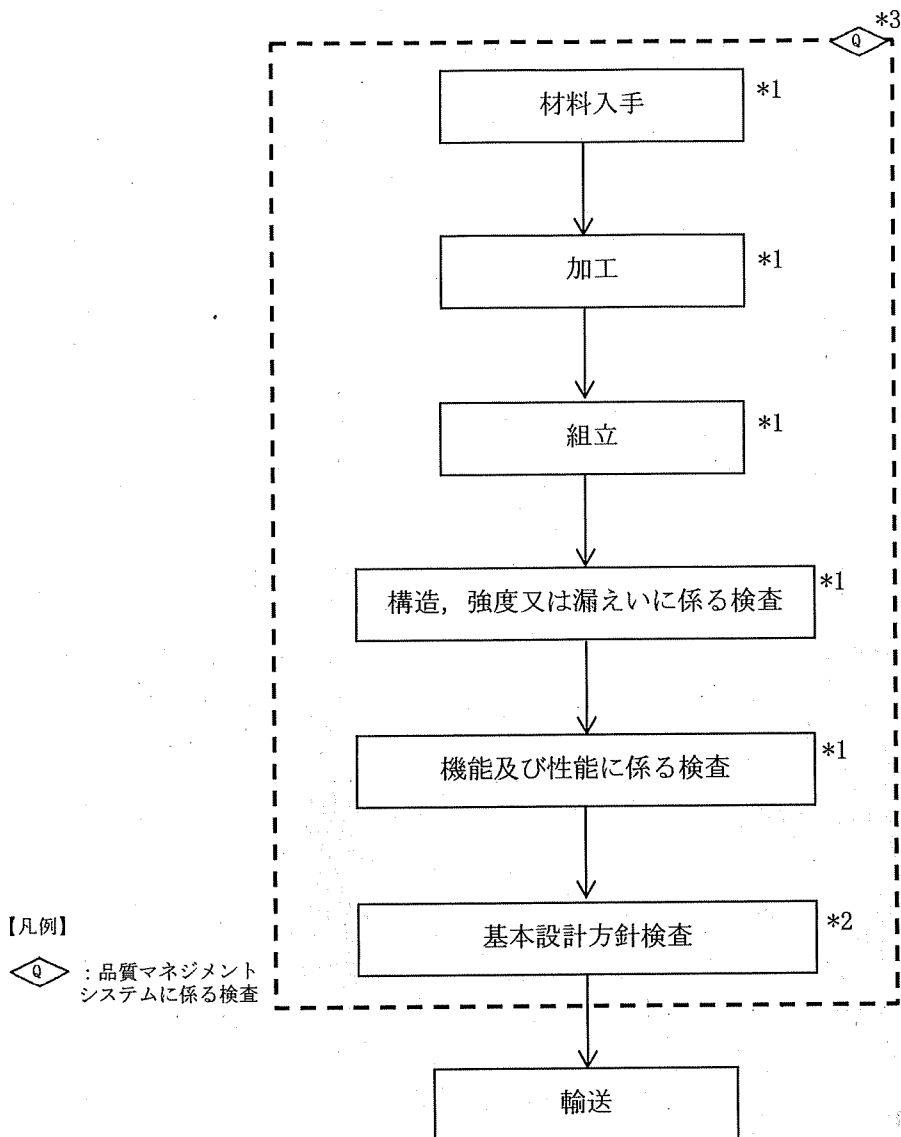 Q *3
材料入手 *1
加工 *1
組立 *1
構造，強度又は漏えいに係る検査 *1
機能及び性能に係る検査 *1
基本設計方針検査 *2
【凡例】
Q ：品質マネジメント
システムに係る検査
輸送